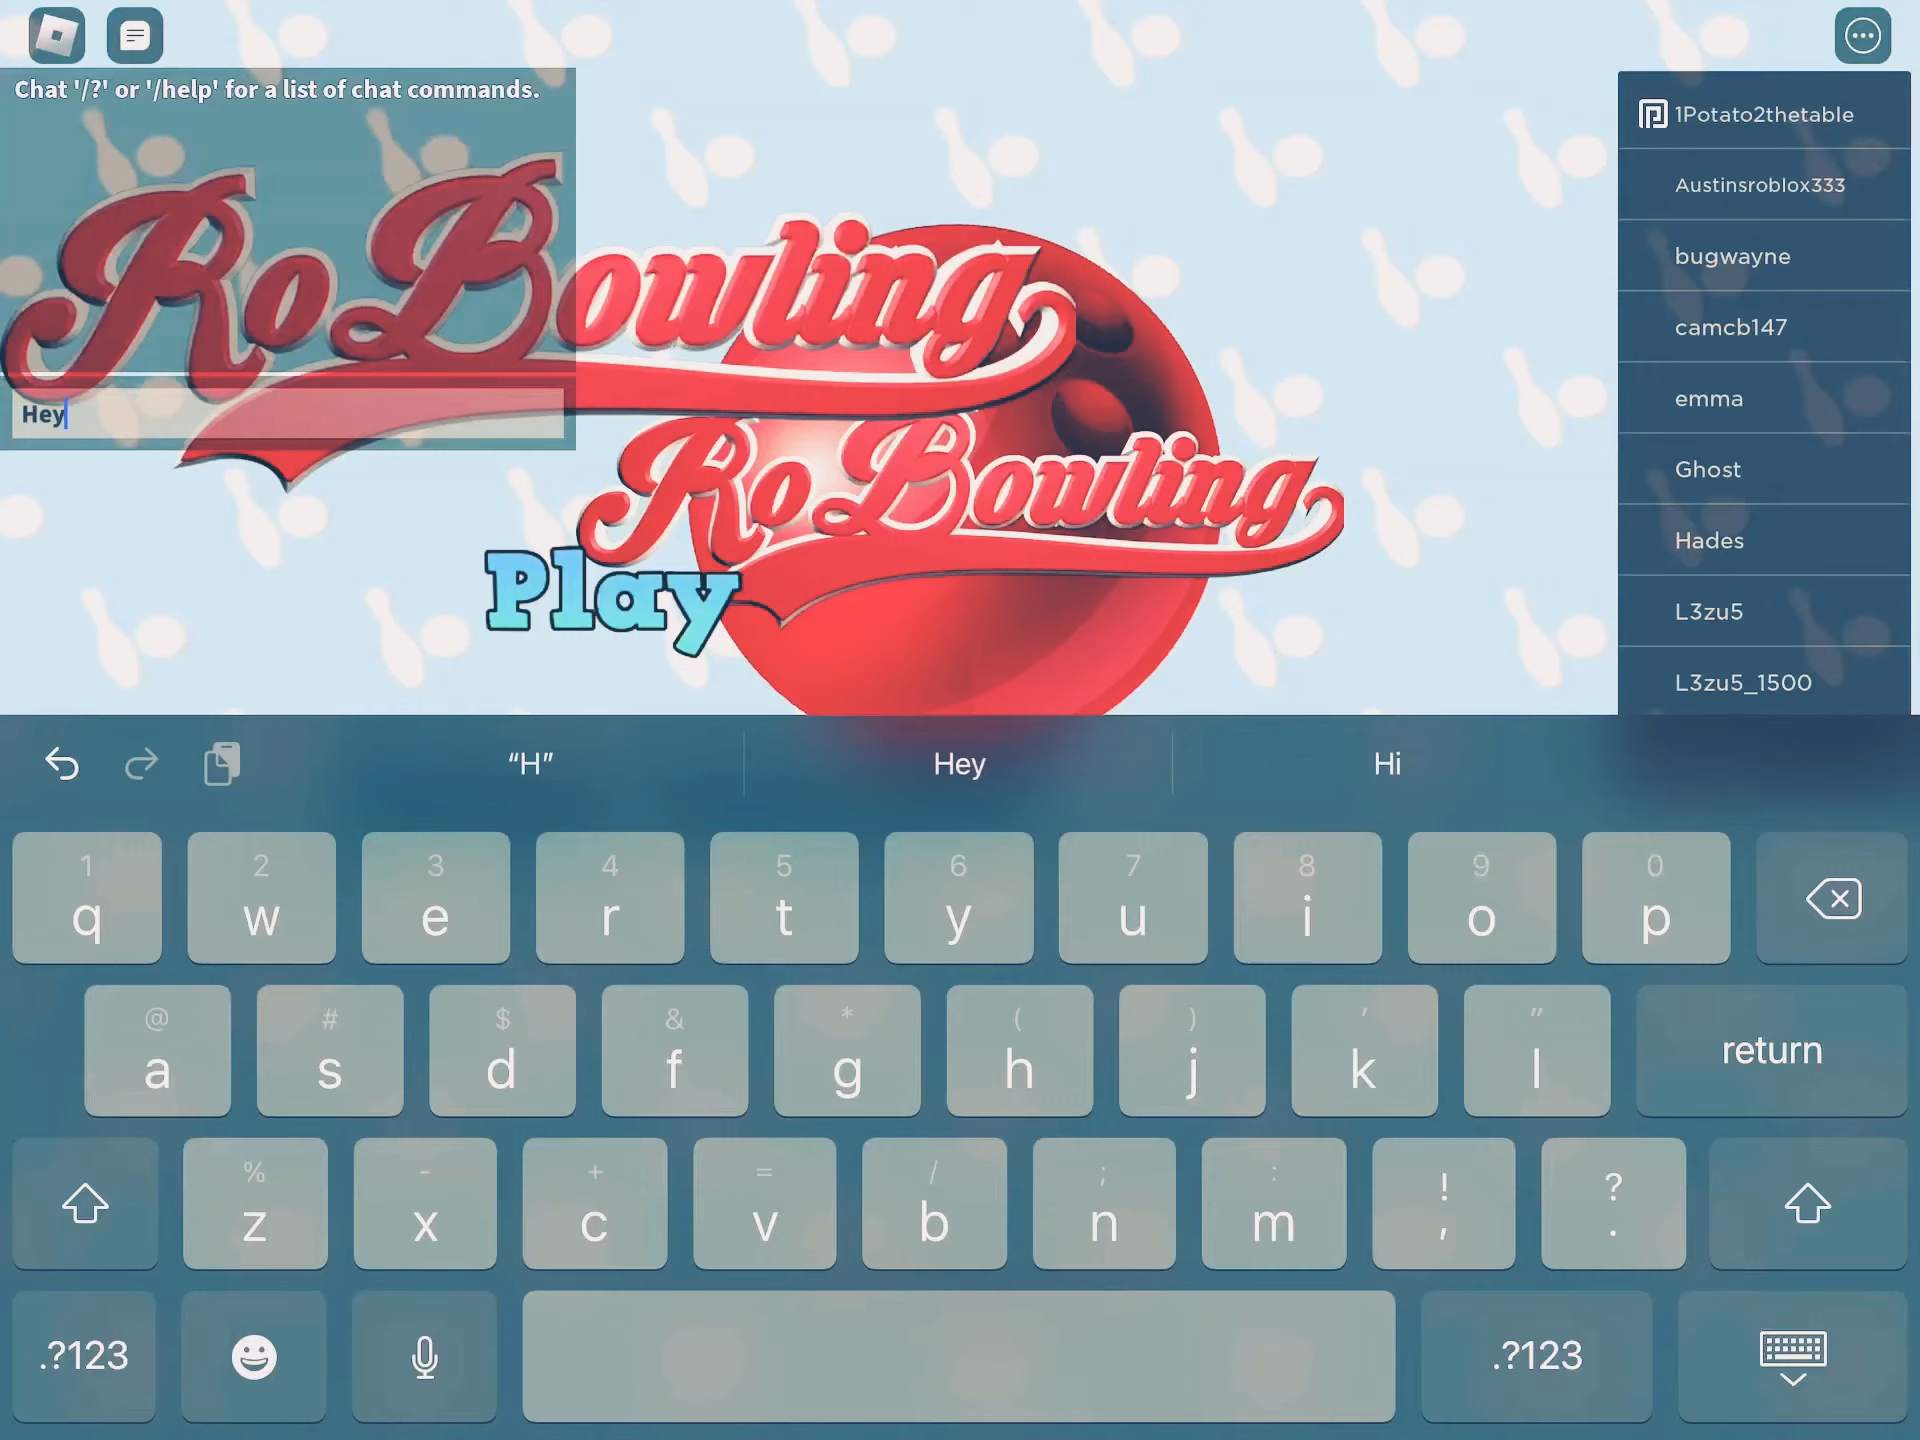 Chat '/?' or '/help' for a list of chat commands.
RoBowling
Hey
RoBowling
Play
1Potato2thetable
Austinsroblox333
bugwayne
camcb147
emma
Ghost
Hades
L3zu5
L3zu5_1500
“H” Hey Hi
1 2 3 4 5 6 7 8 9 0
q w e r t y u i o p
@ # $ & * ( ) ' "
a s d f g h j k l return
% - + = / ; : ! ?
z x c v b n m , .
.?123 .?123